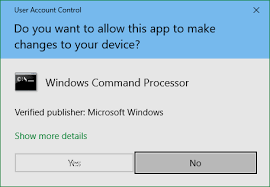 User Account Control
Do you want to allow this app to make
changes to your device?
Windows Command Processor
Verified publisher: Microsoft Windows
Show more details
Yes
No